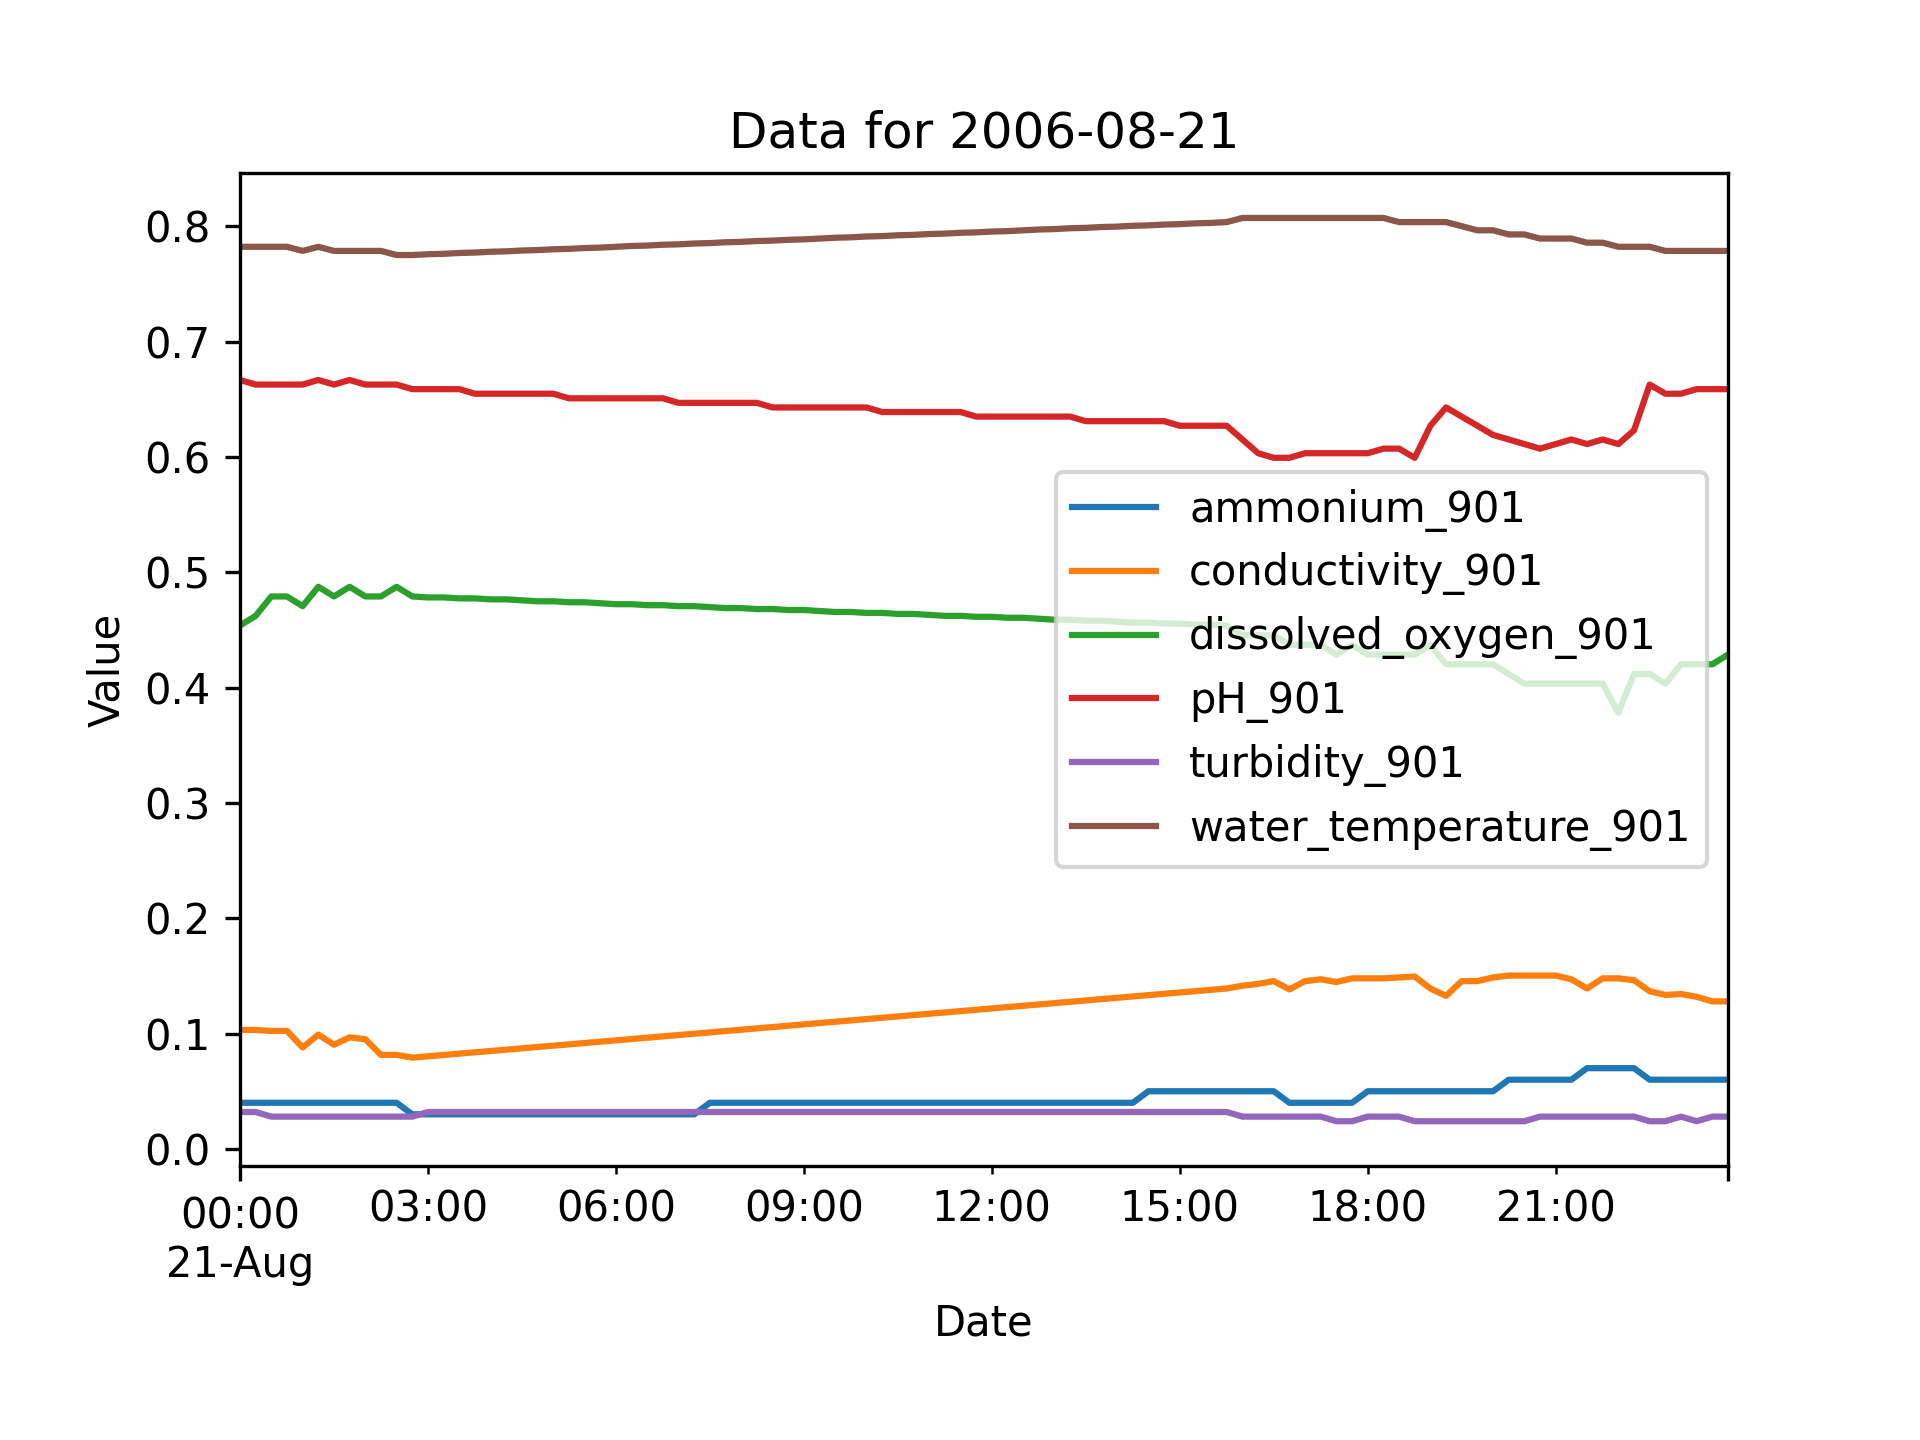 Data for 2006-08-21
Value
0.8
0.7
0.6
0.5
0.4
0.3
0.2
0.1
0.0
ammonium_901
conductivity_901
dissolved_oxygen_901
pH_901
turbidity_901
water_temperature_901
00:00 03:00 06:00 09:00 12:00 15:00 18:00 21:00
21-Aug
Date